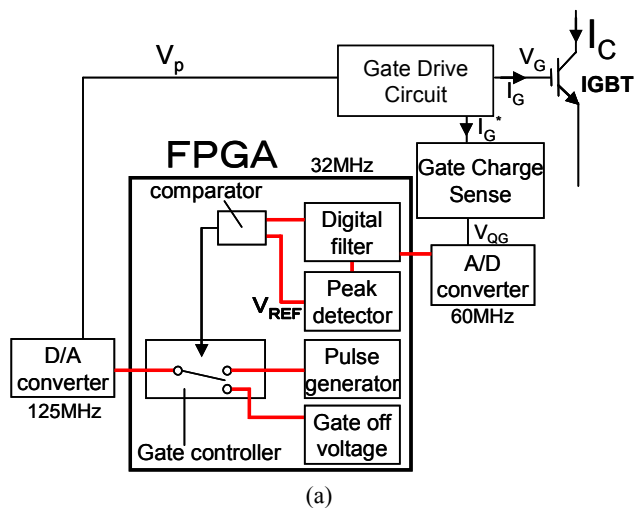 I_C
V_p
Gate Drive
Circuit
V_G
I_G
IGBT
I_G*
FPGA
32MHz
Gate Charge
Sense
comparator
Digital
filter
V_QG
A/D
converter
60MHz
Peak
detector
V_REF
D/A
converter
125MHz
Pulse
generator
Gate off
voltage
Gate controller
(a)